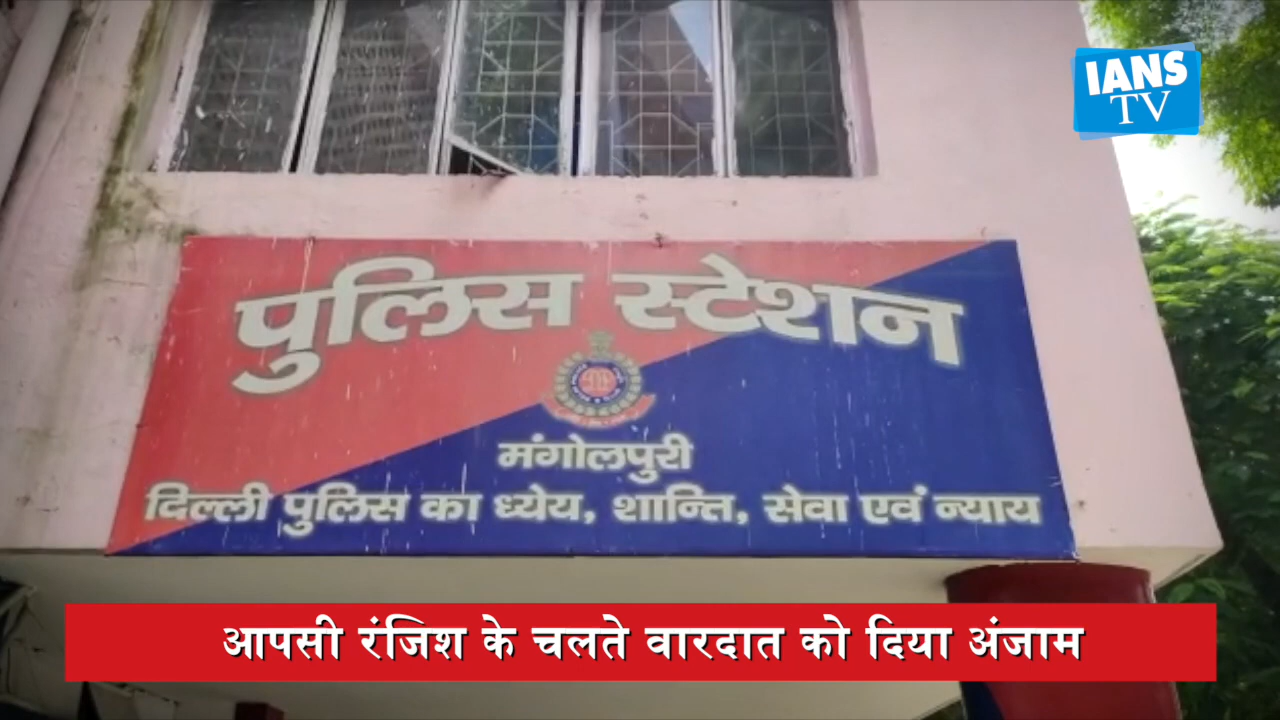 IANS
TV
पुलिस स्टेशन
मंगोलपुरी
दिल्ली पुलिस का ध्येय, शान्ति, सेवा एवं न्याय
आपसी रंजिश के चलते वारदात को दिया अंजाम